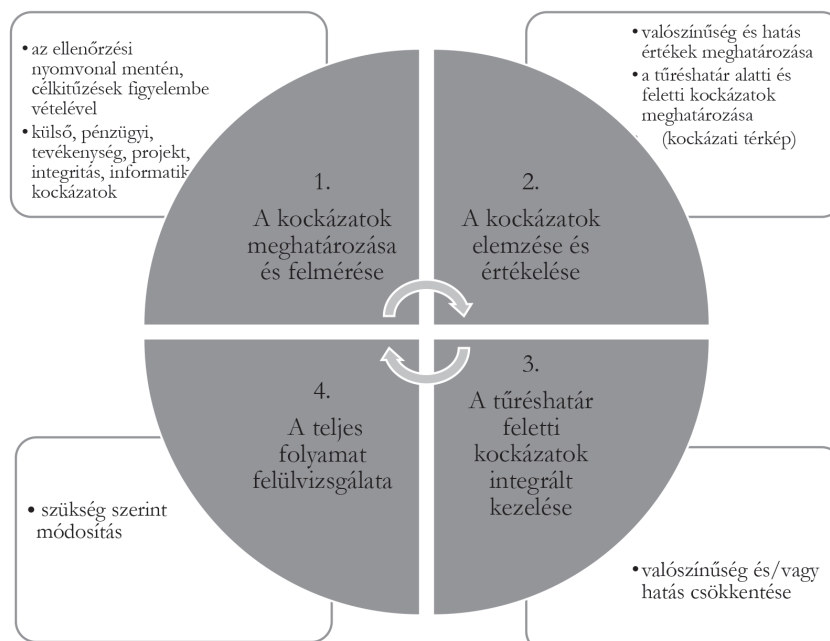 • az ellenőrzési
nyomvonal mentén,
célkitűzések figyelembe
vételével
• külső, pénzügyi,
tevékenység, projekt,
integritás, informatik
kockázatok
• valószínűség és hatás
értékek meghatározása
• a tűréshatár alatti és
feletti kockázatok
meghatározása
(kockázati térkép)
1.
A kockázatok
meghatározása
és felmérése
2.
A kockázatok
elemzése és
értékelése
3.
A tűréshatár
feletti
kockázatok
integrált
kezelése
4.
A teljes
folyamat
felülvizsgálata
• szükség szerint
módosítás
• valószínűség és/vagy
hatás csökkentése